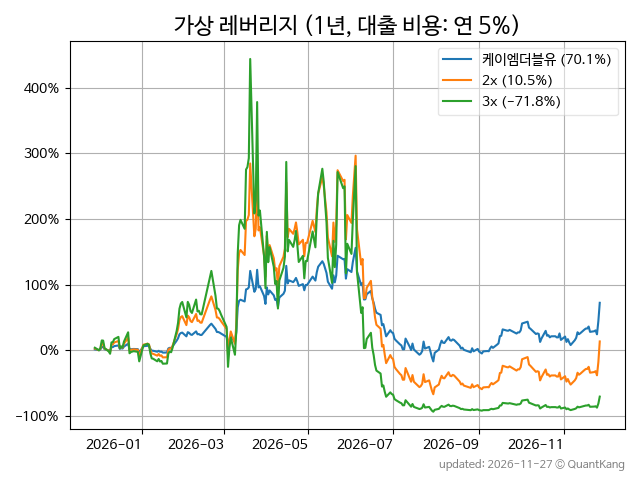 가상 레버리지 (1년, 대출 비용: 연 5%)
케이엠더블유 (70.1%)
2x (10.5%)
3x (−71.8%)
400%
300%
200%
100%
0%
−100%
2026-01 2026-03 2026-05 2026-07 2026-09 2026-11
updated: 2026-11-27 © QuantKang